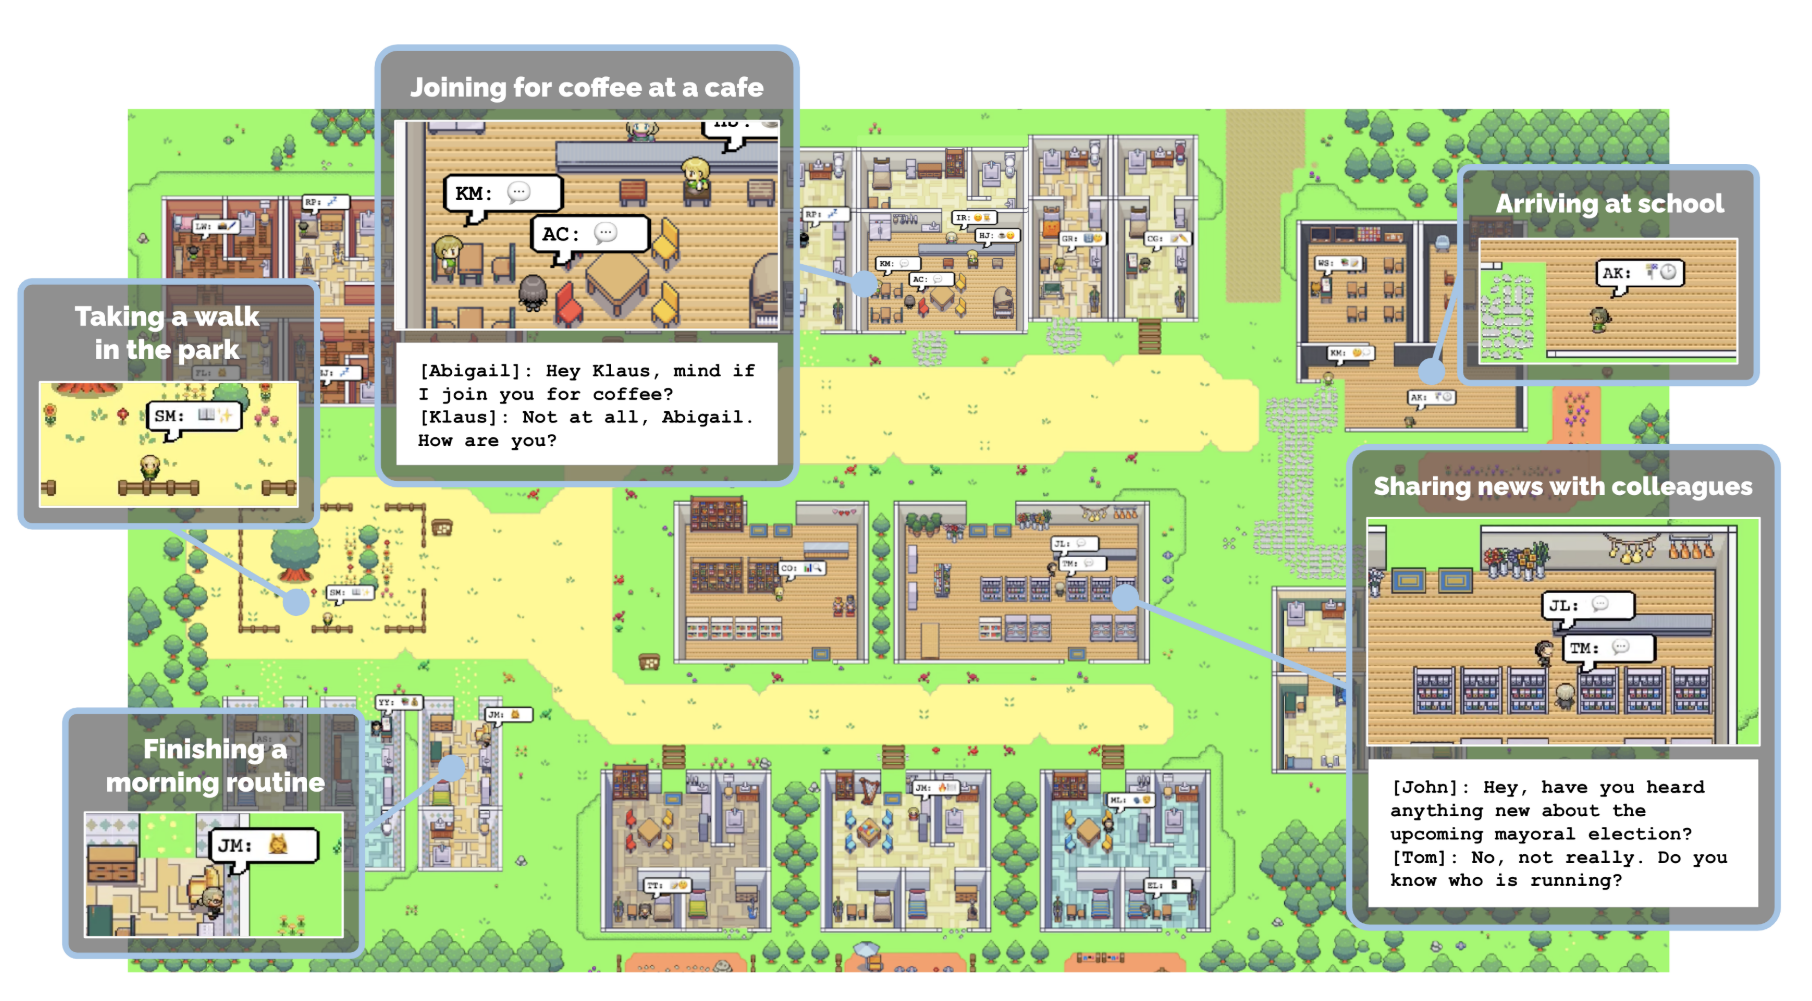 Joining for coffee at a cafe
KM:
AC:
[Abigail]: Hey Klaus, mind if
I join you for coffee?
[Klaus]: Not at all, Abigail.
How are you?
Arriving at school
AK:
Taking a walk
in the park
SM:
Sharing news with colleagues
JL:
TM:
[John]: Hey, have you heard
anything new about the
upcoming mayoral election?
[Tom]: No, not really. Do you
know who is running?
Finishing a
morning routine
JM:
RP:
LW:
RP:
IR:
HJ:
KM:
AC:
GR:
CG:
WS:
KM:
AK:
JL:
TM:
CO:
SM:
YY:
JM:
JM:
ML:
TT:
EL: